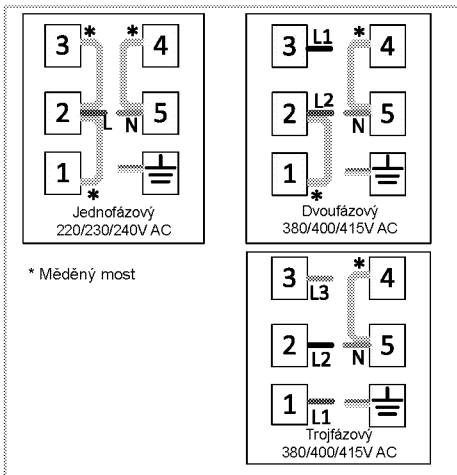 3 * * 4
2 L N 5
1 *
Jednofázový
220/230/240V AC
3 L1 * 4
2 L2 N 5
1 *
Dvoufázový
380/400/415V AC
* Měděný most
3 L3 * 4
2 L2 N 5
1 L1
Trojfázový
380/400/415V AC